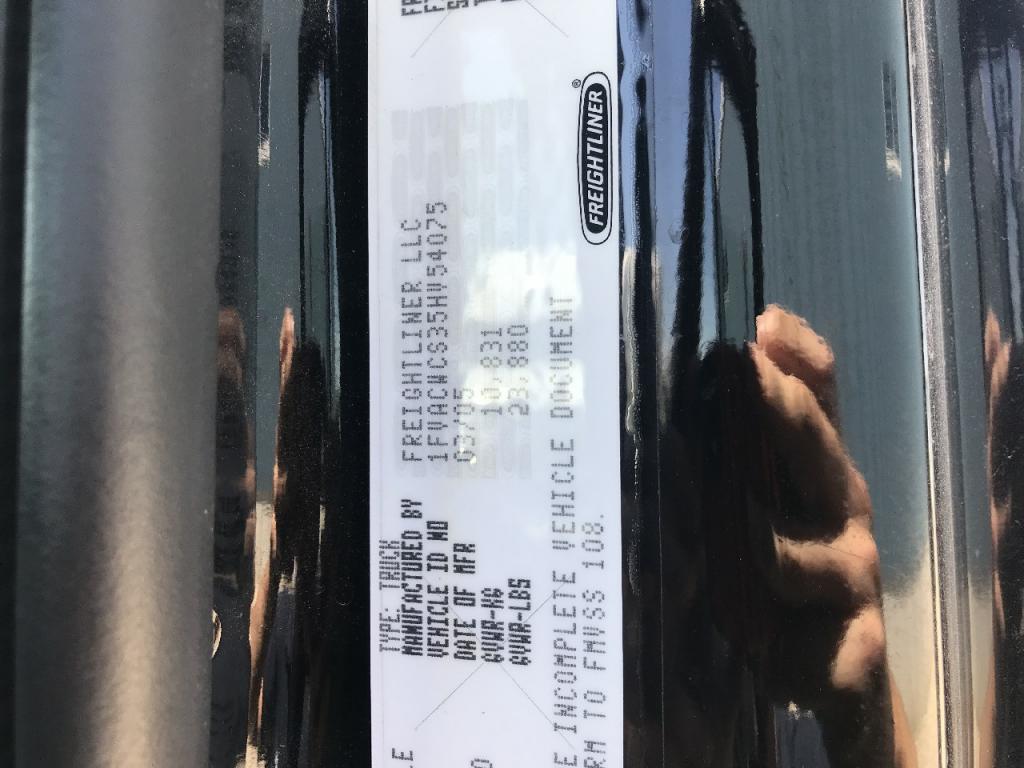 TYPE: TRUCK
MANUFACTURED BY FREIGHTLINER LLC
VEHICLE ID NO 1FVACWCS35HV54075
DATE OF MFR 03/05
GVWR-KG 10,831
GVWR-LBS 23,880
E INCOMPLETE VEHICLE DOCUMENT
RM TO FMVSS 108.
FREIGHTLINER®